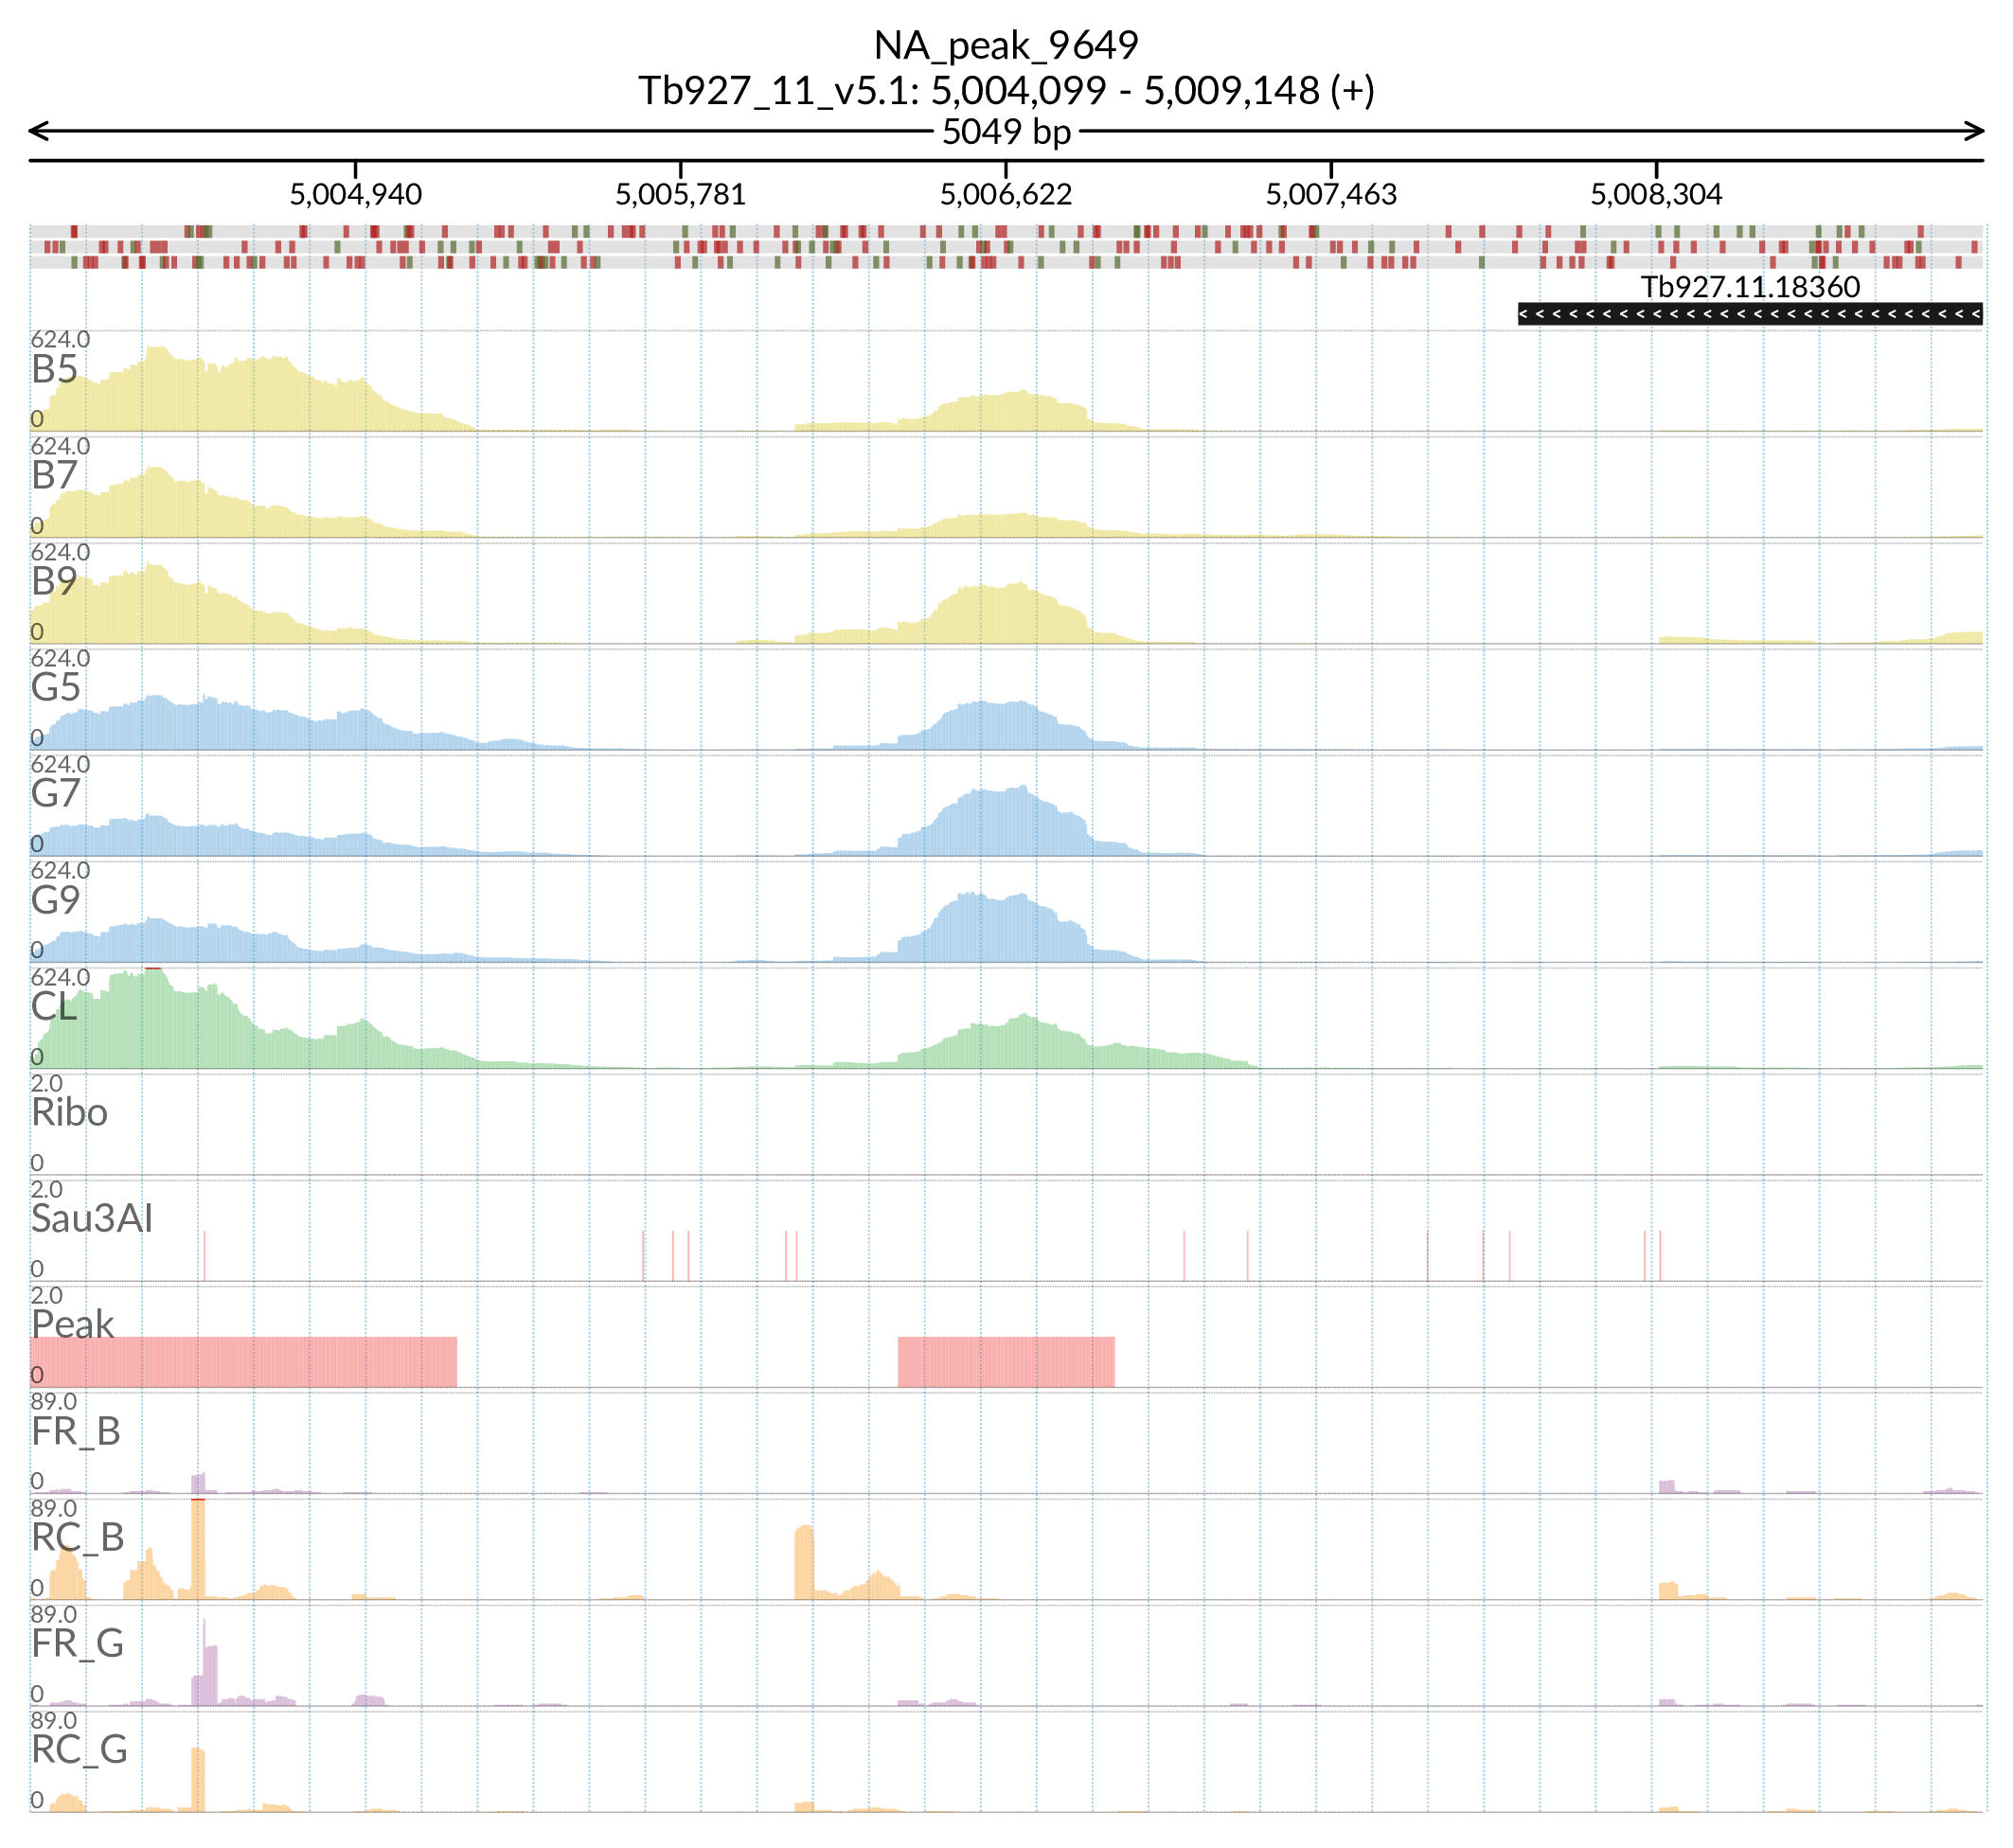 NA_peak_9649
Tb927_11_v5.1: 5,004,099 - 5,009,148 (+)
5049 bp
5,004,940 5,005,781 5,006,622 5,007,463 5,008,304
Tb927.11.18360
624.0
B5
0
624.0
B7
0
624.0
B9
0
624.0
G5
0
624.0
G7
0
624.0
G9
0
624.0
CL
0
2.0
Ribo
0
2.0
Sau3AI
0
2.0
Peak
0
89.0
FR_B
0
89.0
RC_B
0
89.0
FR_G
0
89.0
RC_G
0